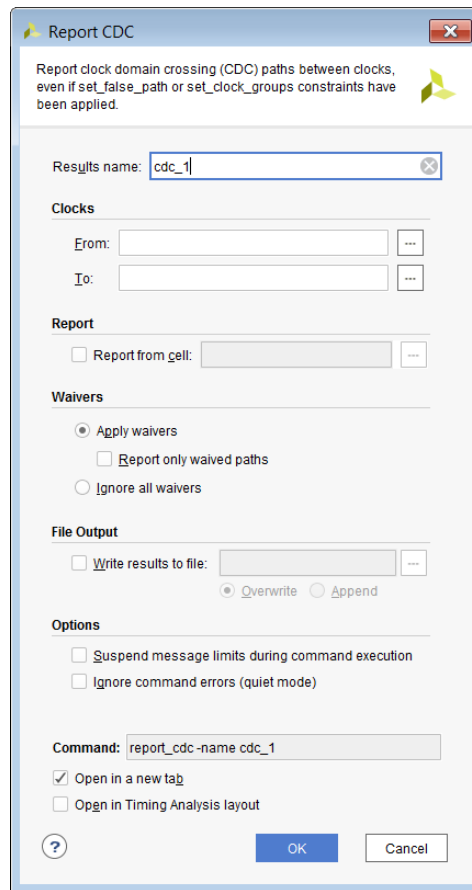 Report CDC
Report clock domain crossing (CDC) paths between clocks,
even if set_false_path or set_clock_groups constraints have
been applied.
Results name: cdc_1
Clocks
From:
...
To:
...
Report
Report from cell:
...
Waivers
Apply waivers
Report only waived paths
Ignore all waivers
File Output
Write results to file:
...
Overwrite Append
Options
Suspend message limits during command execution
Ignore command errors (quiet mode)
Command: report_cdc -name cdc_1
Open in a new tab
Open in Timing Analysis layout
? OK Cancel